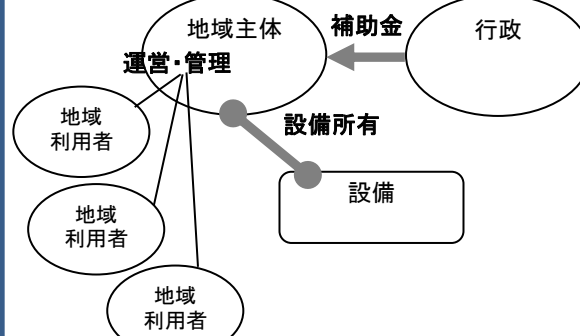 地域主体
補助金
行政
運営・管理
地域
利用者
設備所有
設備
地域
利用者
地域
利用者